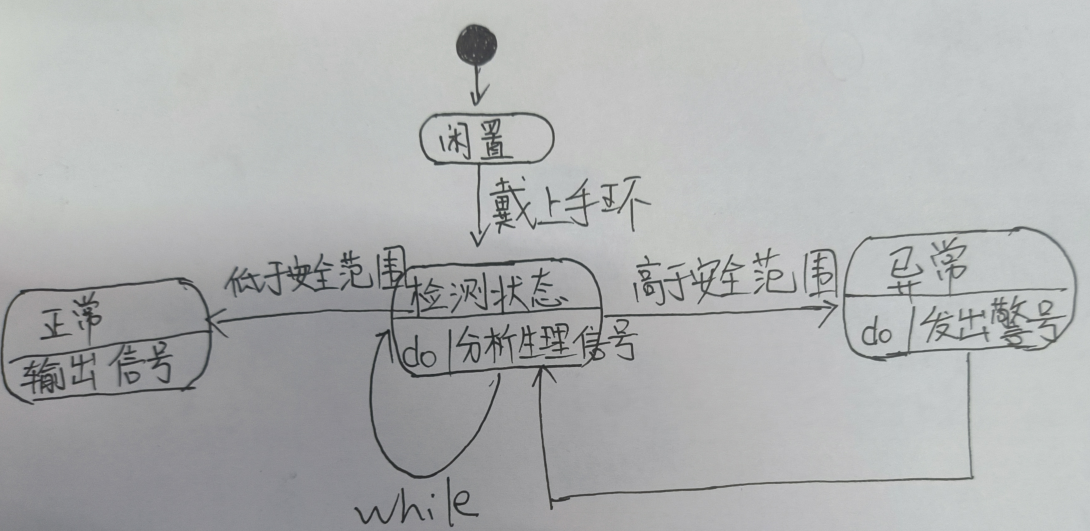 闲置
戴上手环
低于安全范围
检测状态
高于安全范围
异常
正常
do/分析生理信号
do/发出警号
输出信号
while